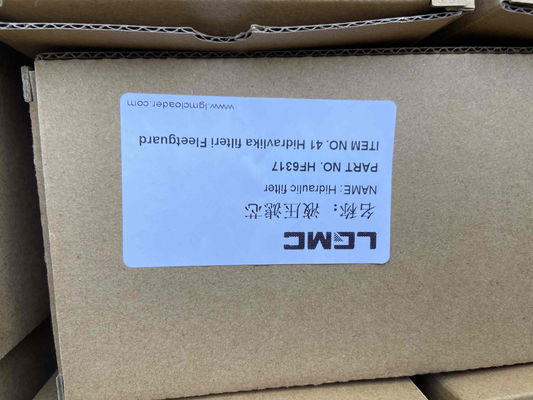 LGMC
名称：液压滤芯
NAME: Hidraulic filter
PART NO. HF6317
ITEM NO. 41 Hidravlika filteri Fleetguard
www.lgmcloader.com